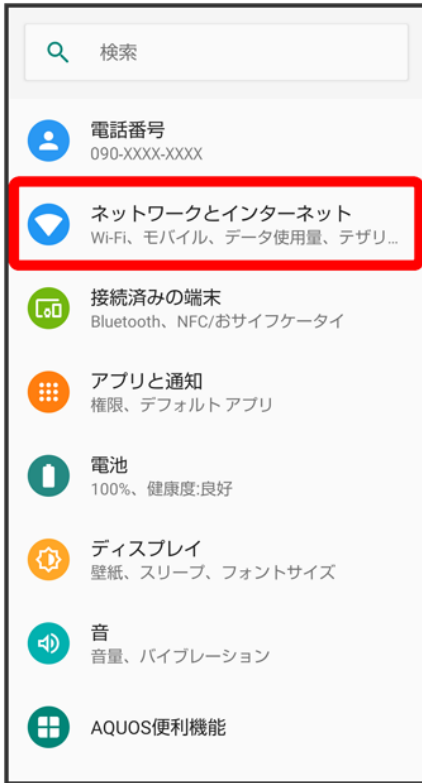 検索
電話番号
090-XXXX-XXXX
ネットワークとインターネット
Wi-Fi、モバイル、データ使用量、テザリ...
接続済みの端末
Bluetooth、NFC/おサイフケータイ
アプリと通知
権限、デフォルト アプリ
電池
100%、健康度:良好
ディスプレイ
壁紙、スリープ、フォントサイズ
音
音量、バイブレーション
AQUOS便利機能